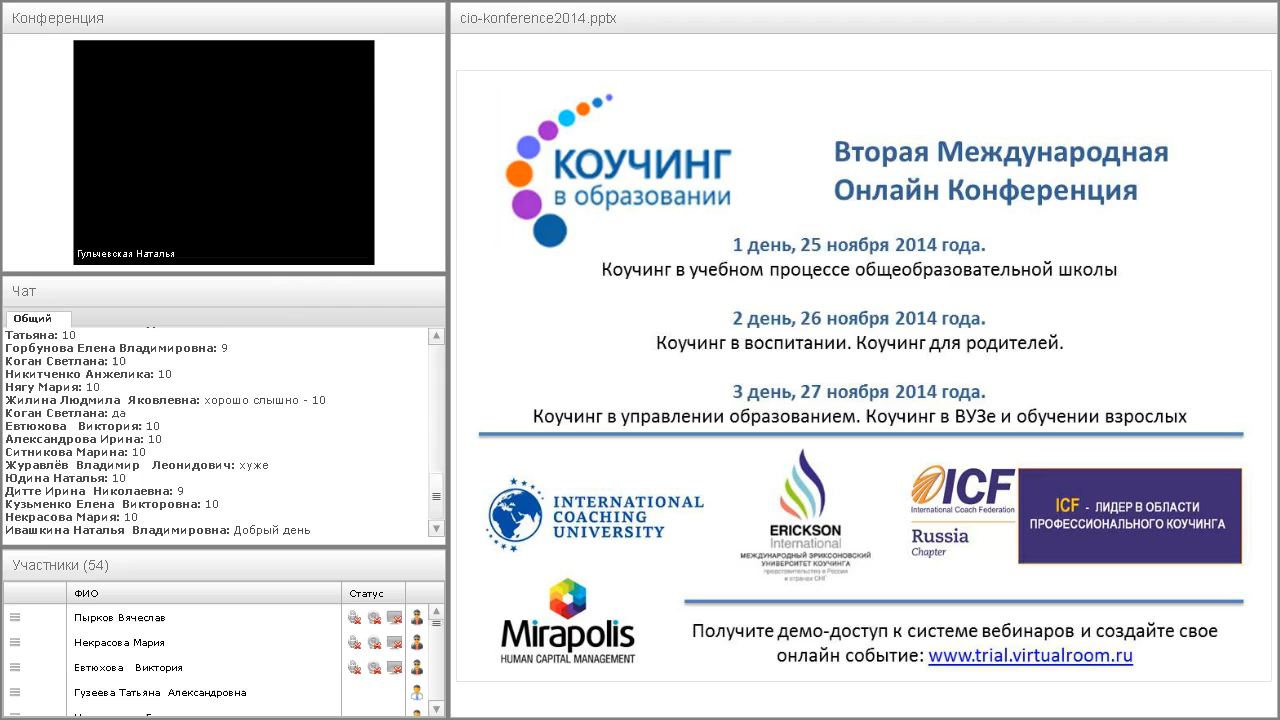 Конференция
Гульчевская Наталья
Чат
Общий
Татьяна: 10
Горбунова Елена Владимировна: 9
Коган Светлана: 10
Никитченко Анжелика: 10
Нягу Мария: 10
Жилина Людмила Яковлевна: хорошо слышно - 10
Коган Светлана: да
Евтюхова Виктория: 10
Александрова Ирина: 10
Ситникова Марина: 10
Журавлёв Владимир Леонидович: хуже
Юдина Наталья: 10
Дитте Ирина Николаевна: 9
Кузьменко Елена Викторовна: 10
Некрасова Мария: 10
Ивашкина Наталья Владимировна: Добрый день
Участники
ФИО Статус
Пырков Вячеслав
Некрасова Мария
Евтюхова Виктория
Гузеева Татьяна Александровна
cio-konference2014.pptx
КОУЧИНГ
в образовании
Вторая Международная
Онлайн Конференция
1 день, 25 ноября 2014 года.
Коучинг в учебном процессе общеобразовательной школы
2 день, 26 ноября 2014 года.
Коучинг в воспитании. Коучинг для родителей.
3 день, 27 ноября 2014 года.
Коучинг в управлении образованием. Коучинг в ВУЗе и обучении взрослых
INTERNATIONAL
COACHING
UNIVERSITY
ERICKSON
International
МЕЖДУНАРОДНЫЙ ЭРИКСОНОВСКИЙ
УНИВЕРСИТЕТ КОУЧИНГА
представительство в России
и странах СНГ
ICF
International Coach Federation
Russia
Chapter
ICF - ЛИДЕР В ОБЛАСТИ
ПРОФЕССИОНАЛЬНОГО КОУЧИНГА
Mirapolis
HUMAN CAPITAL MANAGEMENT
Получите демо-доступ к системе вебинаров и создайте свое
онлайн событие: www.trial.virtualroom.ru